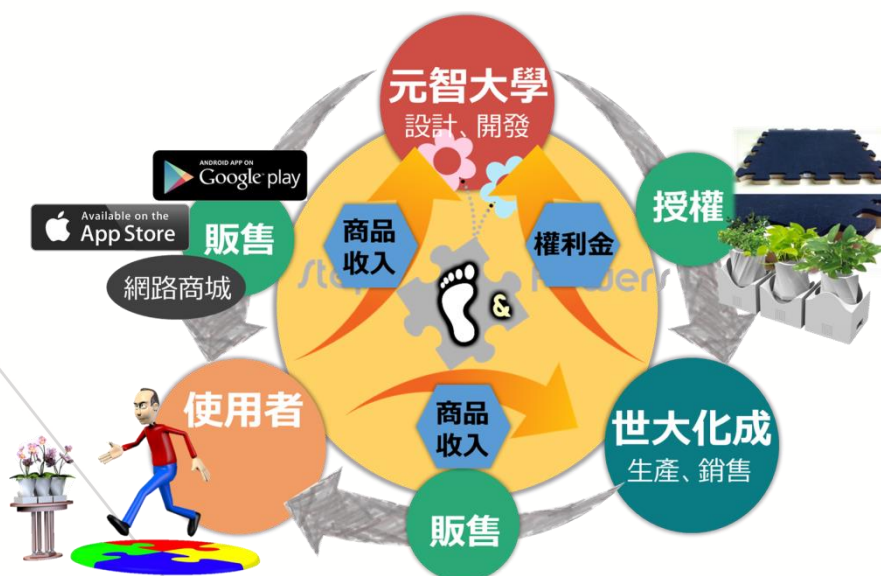 元智大學
設計、開發
ANDROID APP ON
Google play
Available on the
App Store
販售
網路商城
商品
收入
權利金
授權
&
使用者
商品
收入
世大化成
生產、銷售
販售